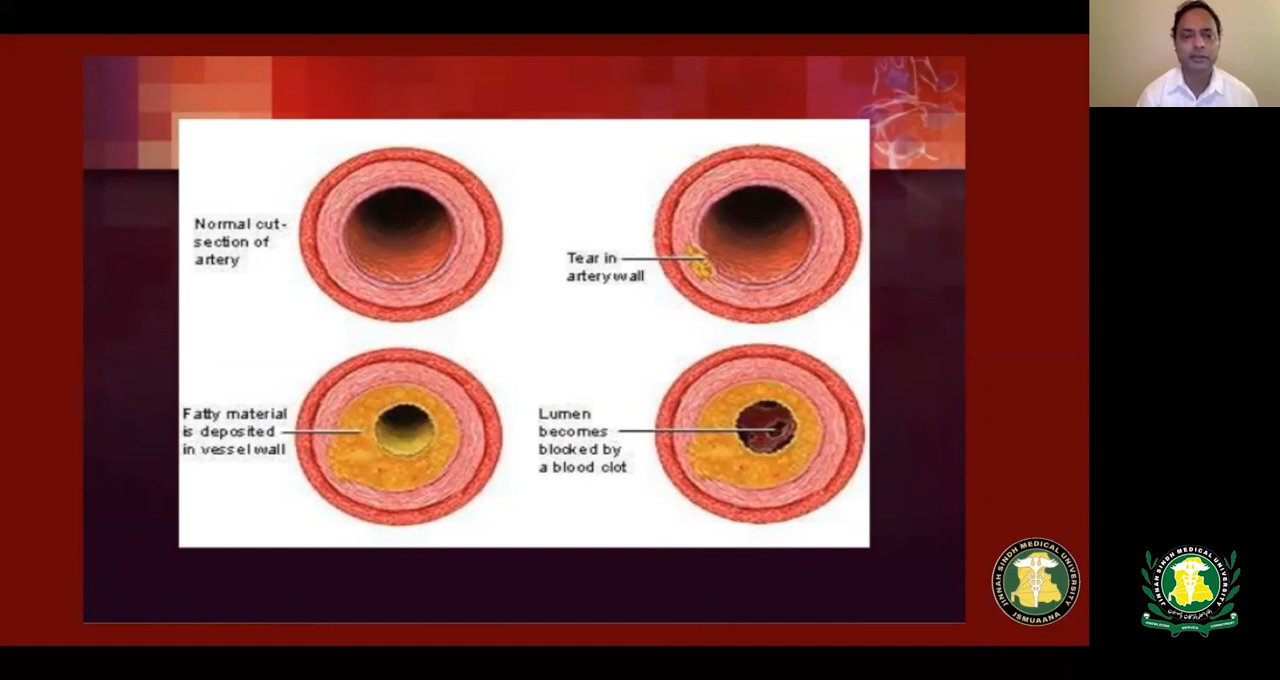 Normal cut-
section of
artery
Tear in
artery wall
Fatty material
is deposited
in vessel wall
Lumen
becomes
blocked by
a blood clot
JINNAH SINDH MEDICAL UNIVERSITY
JSMUAANA
JINNAH SINDH MEDICAL UNIVERSITY